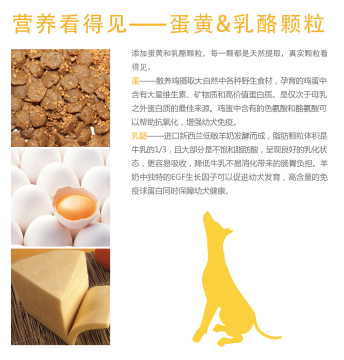 营养看得见——蛋黄&乳酪颗粒
添加蛋黄和乳酪颗粒。每一颗都是天然提取，真实颗粒看
得见。
蛋——散养鸡摄取大自然中各种野生食材，孕育的鸡蛋中
含有大量维生素、矿物质和高价值蛋白质。是仅次于母乳
之外蛋白质的最佳来源。鸡蛋中含有的色氨酸和酪氨酸可
以帮助抗氧化，增强幼犬免疫。
乳酪——进口新西兰低敏羊奶发酵而成，脂肪颗粒体积是
牛乳的1/3，且大部分是不饱和脂肪酸，呈现良好的乳化状
态，更容易吸收，降低牛乳不易消化带来的肠胃负担。羊
奶中独特的EGF生长因子可以促进幼犬发育，高含量的免
疫球蛋白同时保障幼犬健康。